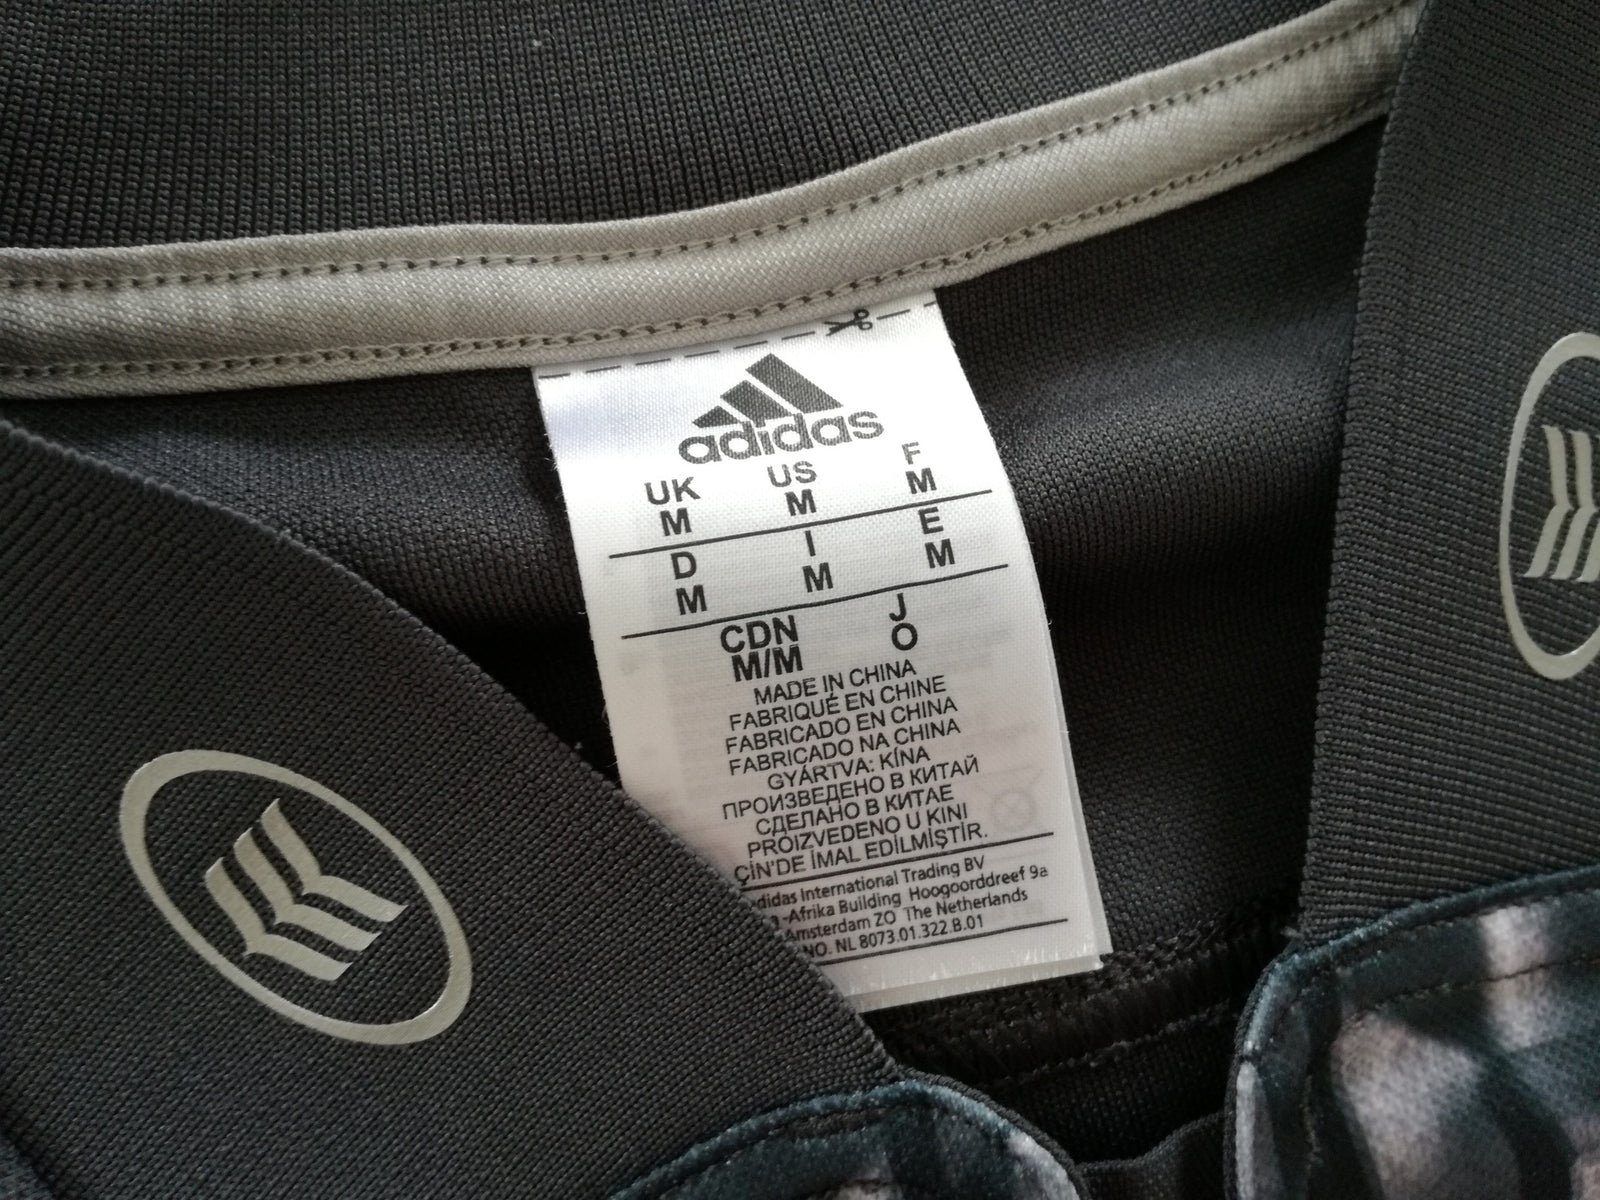 adidas
UK US F
M M M
D I E
M M M
CDN J
M/M O
MADE IN CHINA
FABRIQUÉ EN CHINE
FABRICADO EN CHINA
FABRICADO NA CHINA
GYÁRTVA: KÍNA
ПРОИЗВЕДЕНО В КИТАЙ
СДЕЛАНО В КИТАЕ
PROIZVEDENO U KINI
ÇİN'DE İMAL EDİLMİŞTİR.
didas International Trading BV
-Afrika Building Hoogoorddreef 9a
Amsterdam ZO The Netherlands
NO. NL 8073.01.322.B.01